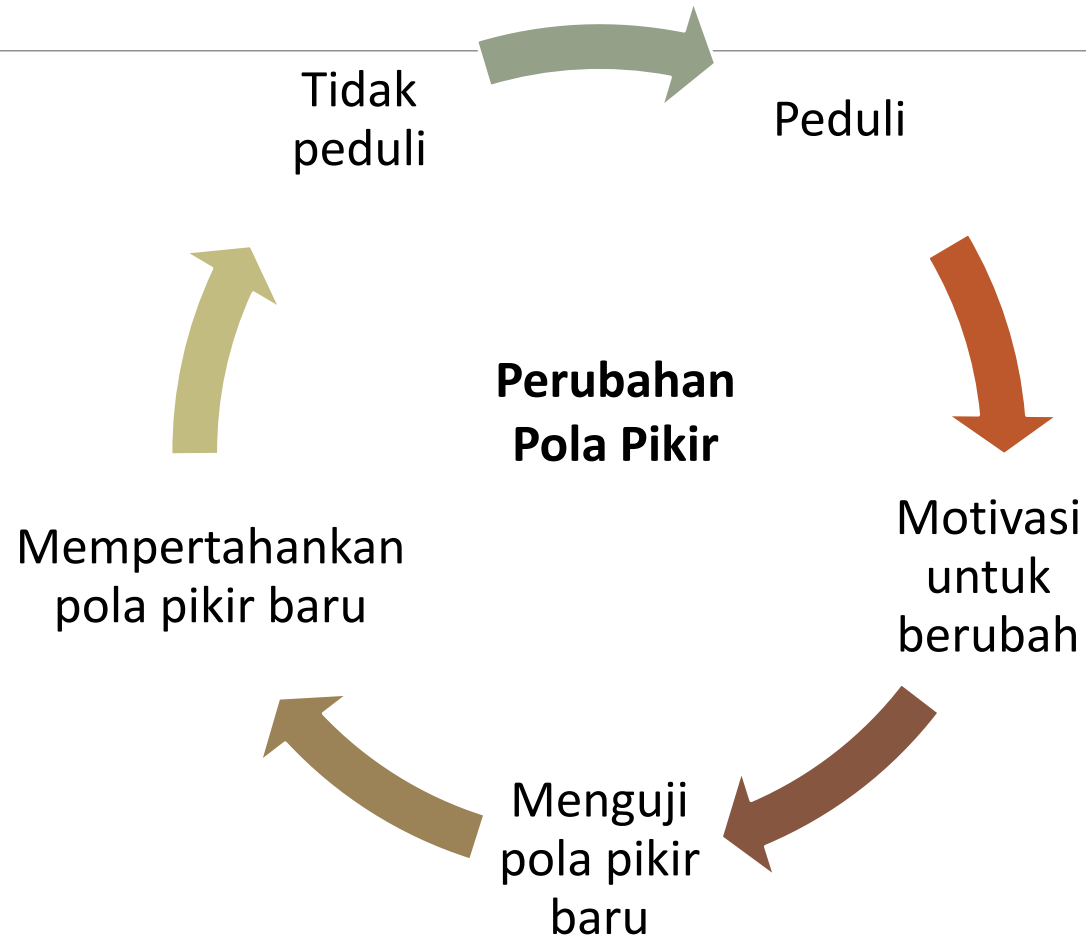 Tidak
peduli
Peduli
Perubahan
Pola Pikir
Motivasi
untuk
berubah
Mempertahankan
pola pikir baru
Menguji
pola pikir
baru